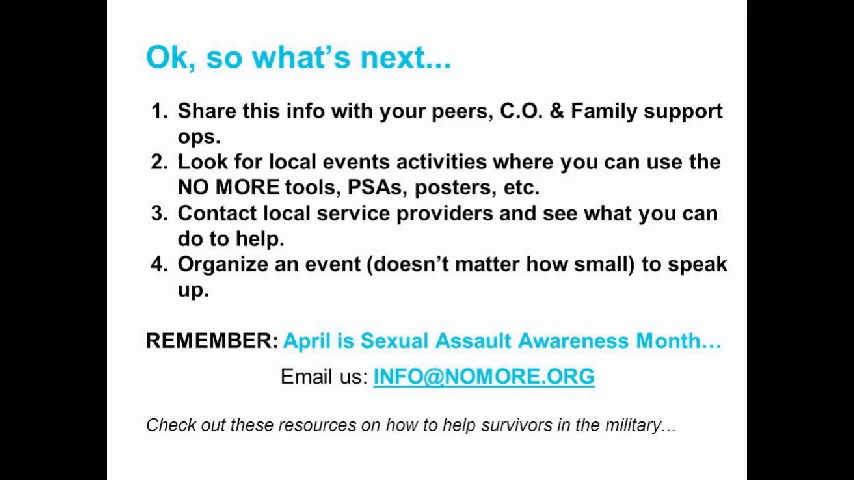 Ok, so what's next...
1. Share this info with your peers, C.O. & Family support
ops.
2. Look for local events activities where you can use the
NO MORE tools, PSAs, posters, etc.
3. Contact local service providers and see what you can
do to help.
4. Organize an event (doesn't matter how small) to speak
up.
REMEMBER: April is Sexual Assault Awareness Month…
Email us: INFO@NOMORE.ORG
Check out these resources on how to help survivors in the military…